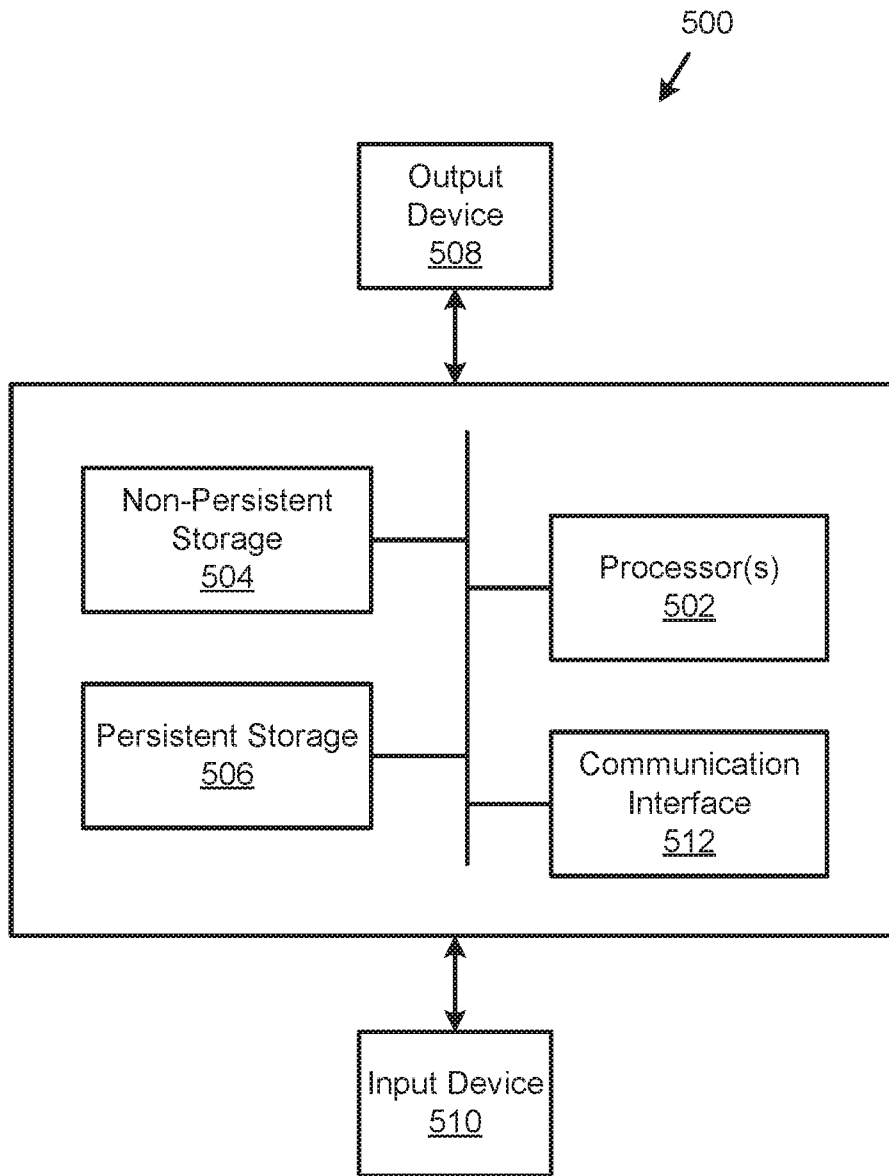 500
Output
Device
508
Non-Persistent
Storage
504
Processor(s)
502
Persistent Storage
506
Communication
Interface
512
Input Device
510